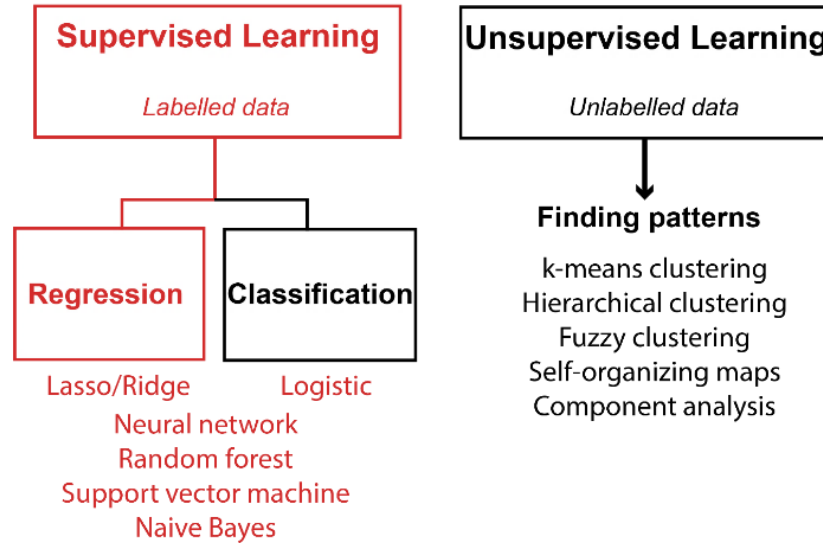 Supervised Learning
Labelled data
Regression
Classification
Lasso/Ridge
Logistic
Neural network
Random forest
Support vector machine
Naive Bayes
Unsupervised Learning
Unlabelled data
Finding patterns
k-means clustering
Hierarchical clustering
Fuzzy clustering
Self-organizing maps
Component analysis